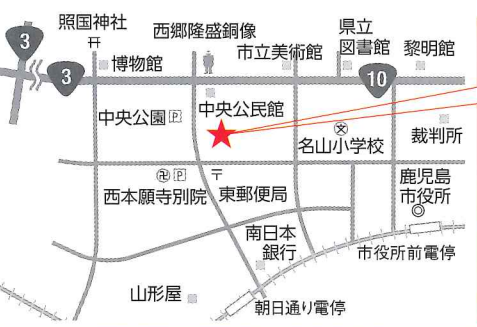 照国神社
西郷隆盛銅像
県立
図書館
黎明館
3
博物館
市立美術館
3
10
中央公園 P
中央公民館
名山小学校
文
裁判所
卍 P
〒
西本願寺別院
東郵便局
鹿児島
市役所
南日本
銀行
市役所前電停
山形屋
朝日通り電停